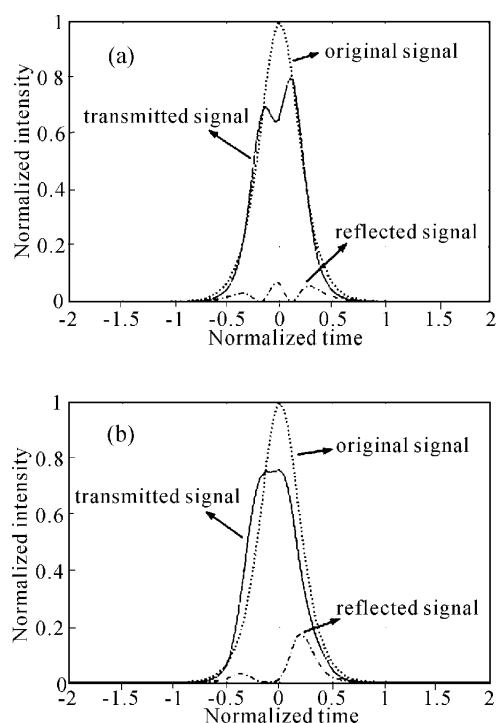 1
(a)
original signal
0.8
transmitted signal
0.6
Normalized intensity
0.4
reflected signal
0.2
0
-2 -1.5 -1 -0.5 0 0.5 1 1.5 2
Normalized time
1
(b)
original signal
0.8
transmitted signal
0.6
Normalized intensity
0.4
reflected signal
0.2
0
-2 -1.5 -1 -0.5 0 0.5 1 1.5 2
Normalized time